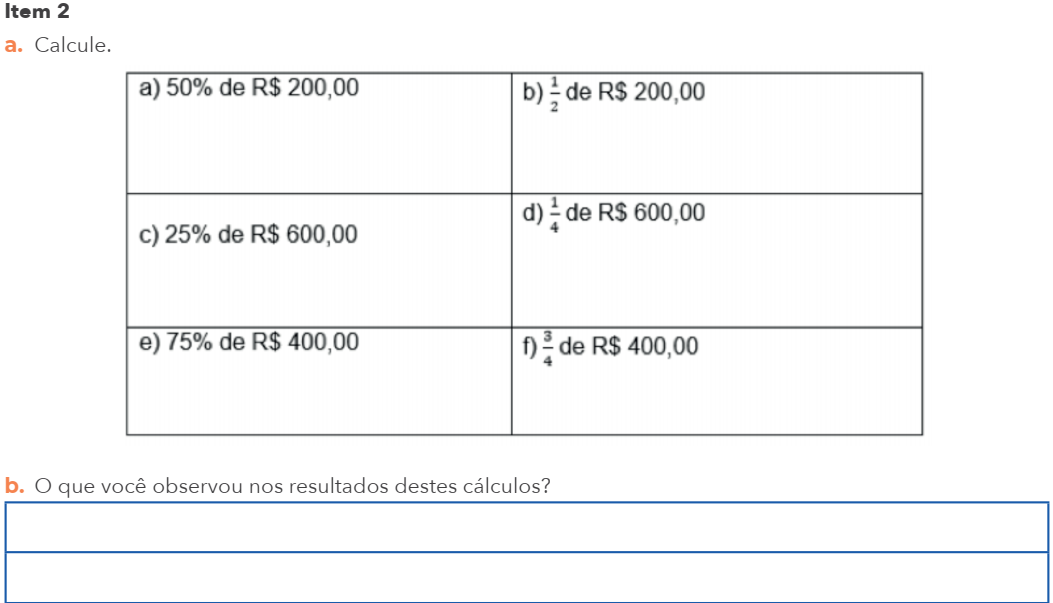 Item 2
a. Calcule.
a) 50% de R$ 200,00
b) 1/2 de R$ 200,00
c) 25% de R$ 600,00
d) 1/4 de R$ 600,00
e) 75% de R$ 400,00
f) 3/4 de R$ 400,00
b. O que você observou nos resultados destes cálculos?